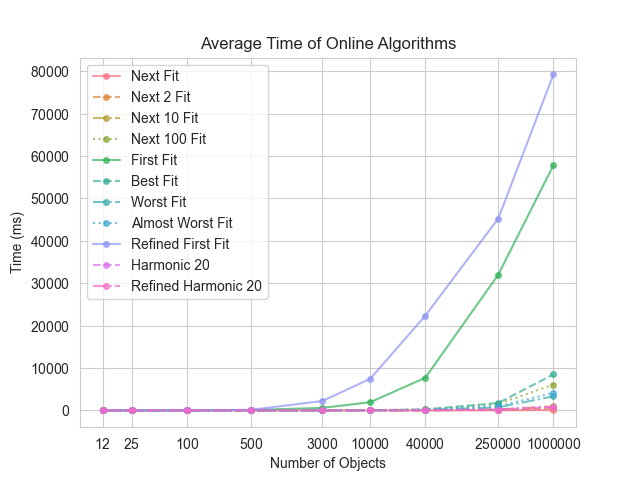 Average Time of Online Algorithms
Next Fit
Next 2 Fit
Next 10 Fit
Next 100 Fit
First Fit
Best Fit
Worst Fit
Almost Worst Fit
Refined First Fit
Harmonic 20
Refined Harmonic 20
Time (ms)
80000
70000
60000
50000
40000
30000
20000
10000
0
12 25 100 500 3000 10000 40000 250000 1000000
Number of Objects